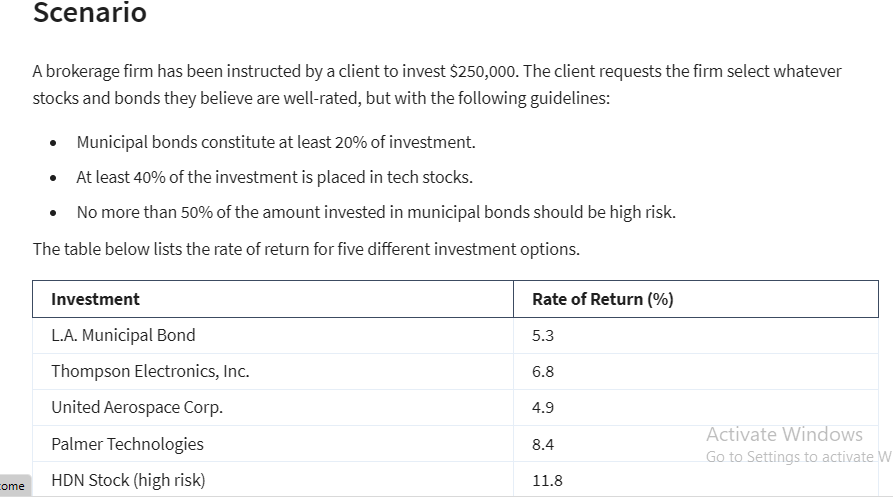 Scenario
A brokerage firm has been instructed by a client to invest $250,000. The client requests the firm select whatever
stocks and bonds they believe are well-rated, but with the following guidelines:
• Municipal bonds constitute at least 20% of investment.
• At least 40% of the investment is placed in tech stocks.
• No more than 50% of the amount invested in municipal bonds should be high risk.
The table below lists the rate of return for five different investment options.
Investment Rate of Return (%)
L.A. Municipal Bond 5.3
Thompson Electronics, Inc. 6.8
United Aerospace Corp. 4.9
Palmer Technologies 8.4
Activate Windows
Go to Settings to activate W
HDN Stock (high risk) 11.8
ome